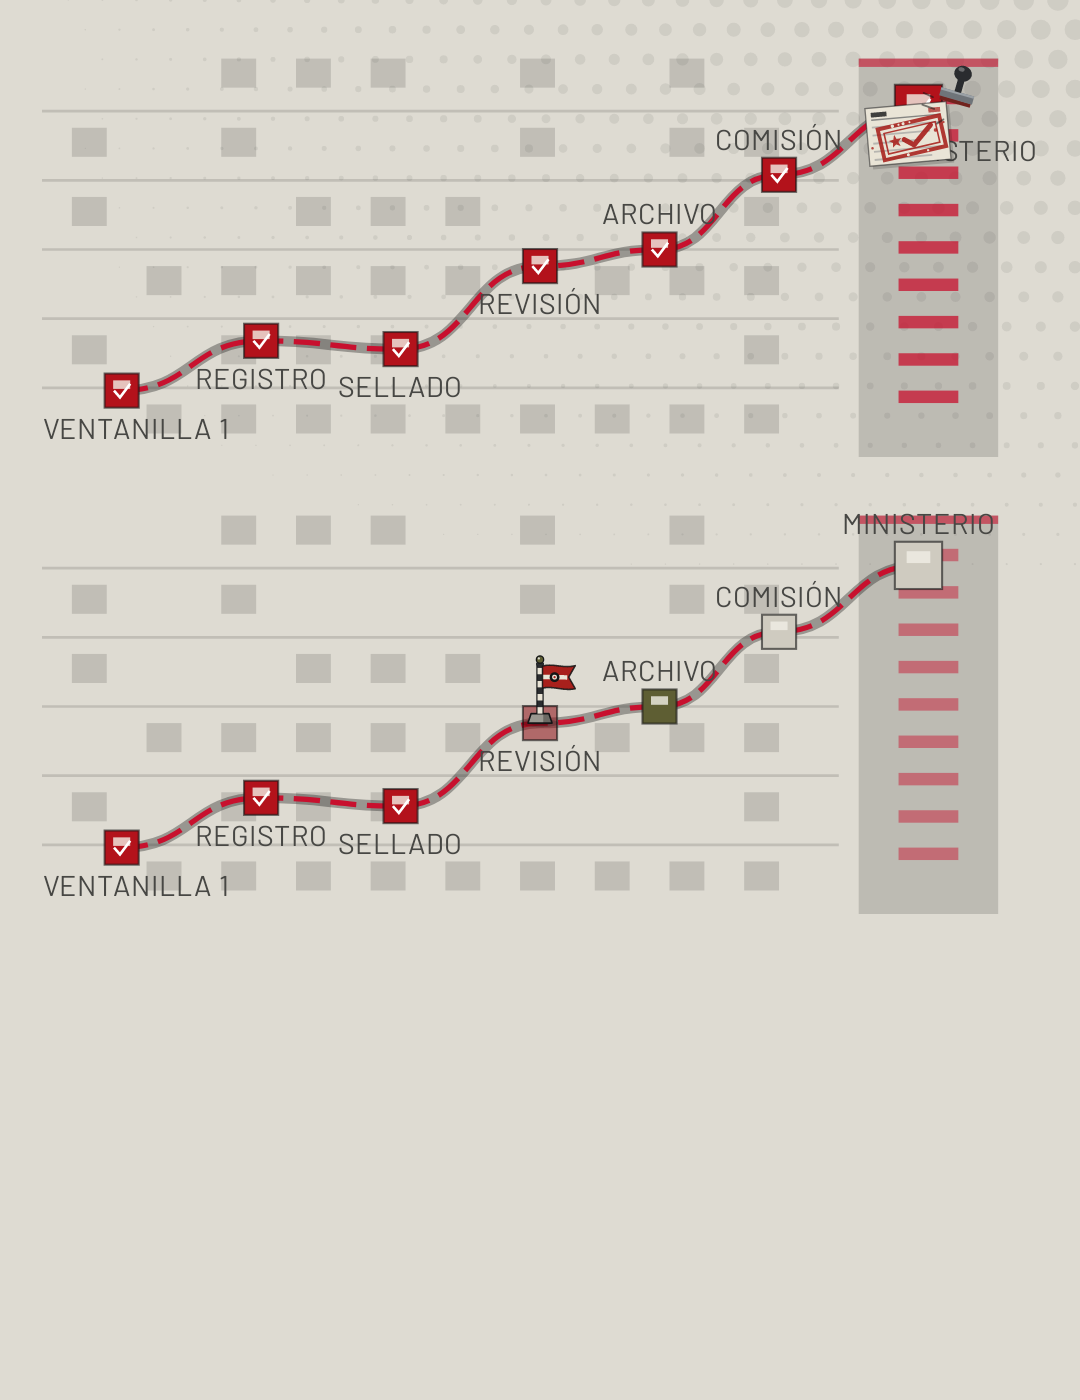 COMISIÓN
STERIO
ARCHIVO
REVISIÓN
REGISTRO
SELLADO
VENTANILLA 1
MINISTERIO
COMISIÓN
ARCHIVO
REVISIÓN
REGISTRO
SELLADO
VENTANILLA 1